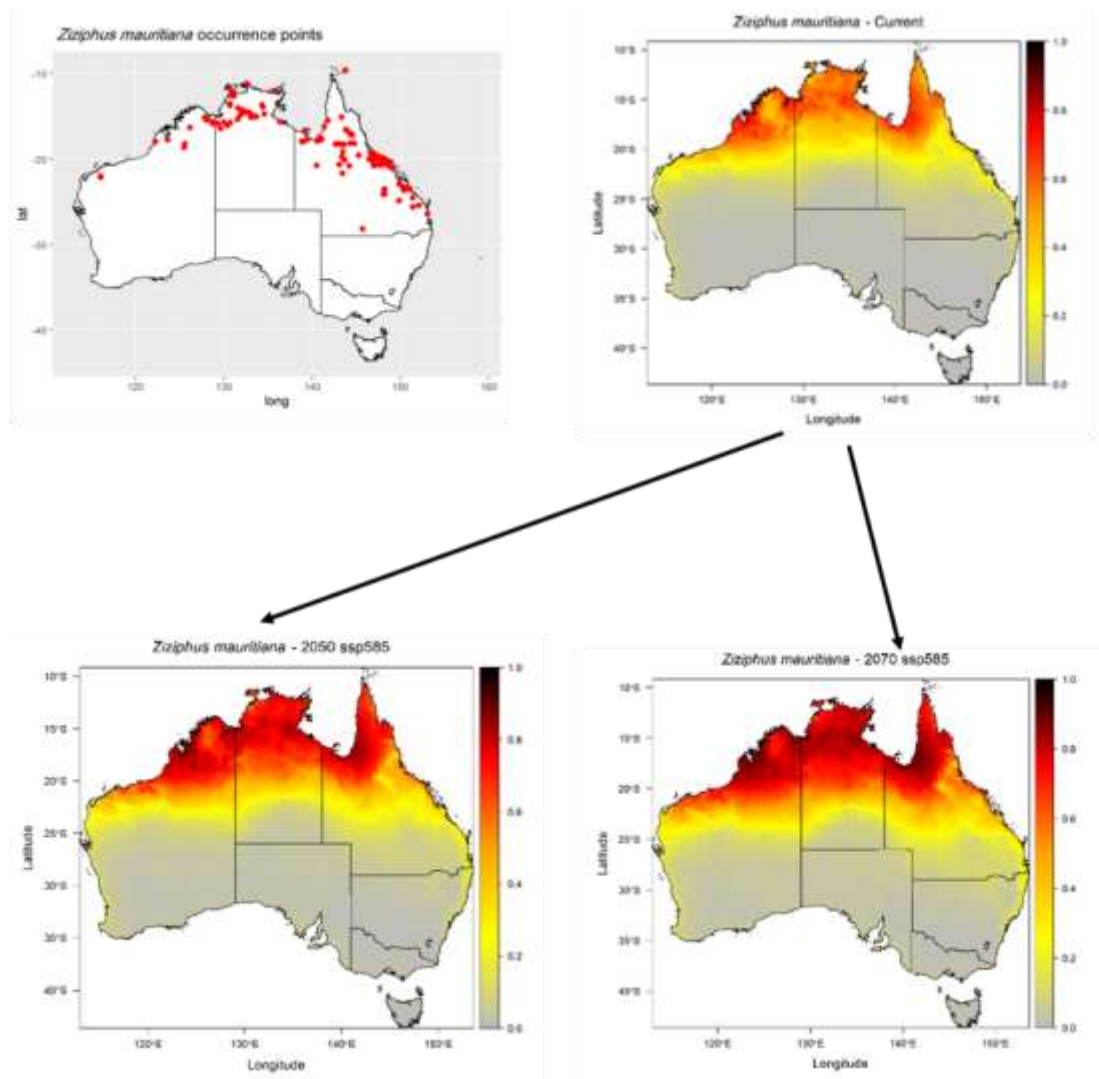 Ziziphus mauritiana occurrence points
-10
-20
-30
-40
lat
120
130
140
150
160
long
Ziziphus mauritiana - Current
10°S
15°S
20°S
25°S
30°S
35°S
40°S
Latitude
120°E
130°E
140°E
150°E
Longitude
1.0
0.8
0.6
0.4
0.2
0.0
Ziziphus mauritiana - 2050 ssp585
10°S
15°S
20°S
25°S
30°S
35°S
40°S
Latitude
120°E
130°E
140°E
150°E
Longitude
1.0
0.8
0.6
0.4
0.2
0.0
Ziziphus mauritiana - 2070 ssp585
10°S
15°S
20°S
25°S
30°S
35°S
40°S
Latitude
120°E
130°E
140°E
150°E
Longitude
1.0
0.8
0.6
0.4
0.2
0.0